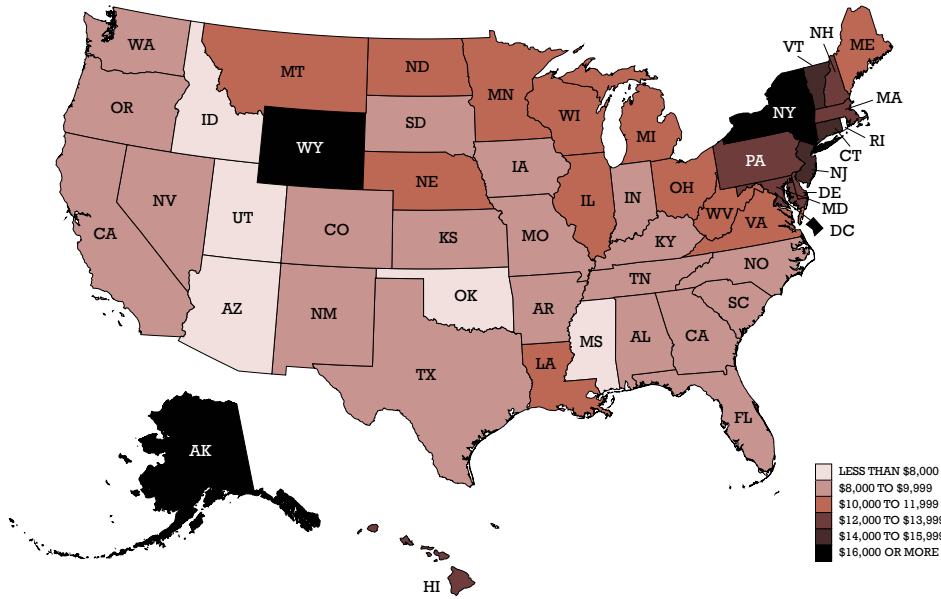 NH
VT
ME
WA
MT
ND
MN
OR
ID
SD
WI
MI
NY
MA
RI
CT
WY
IA
NE
PA
NJ
DE
MD
DC
NV
UT
CO
CA
KS
MO
IL
IN
OH
WV
VA
KY
NO
TN
SC
AZ
NM
OK
AR
MS
AL
CA
LA
TX
FL
AK
HI
LESS THAN $8,000
$8,000 TO $9,999
$10,000 TO 11,999
$12,000 TO $13,999
$14,000 TO $15,999
$16,000 OR MORE